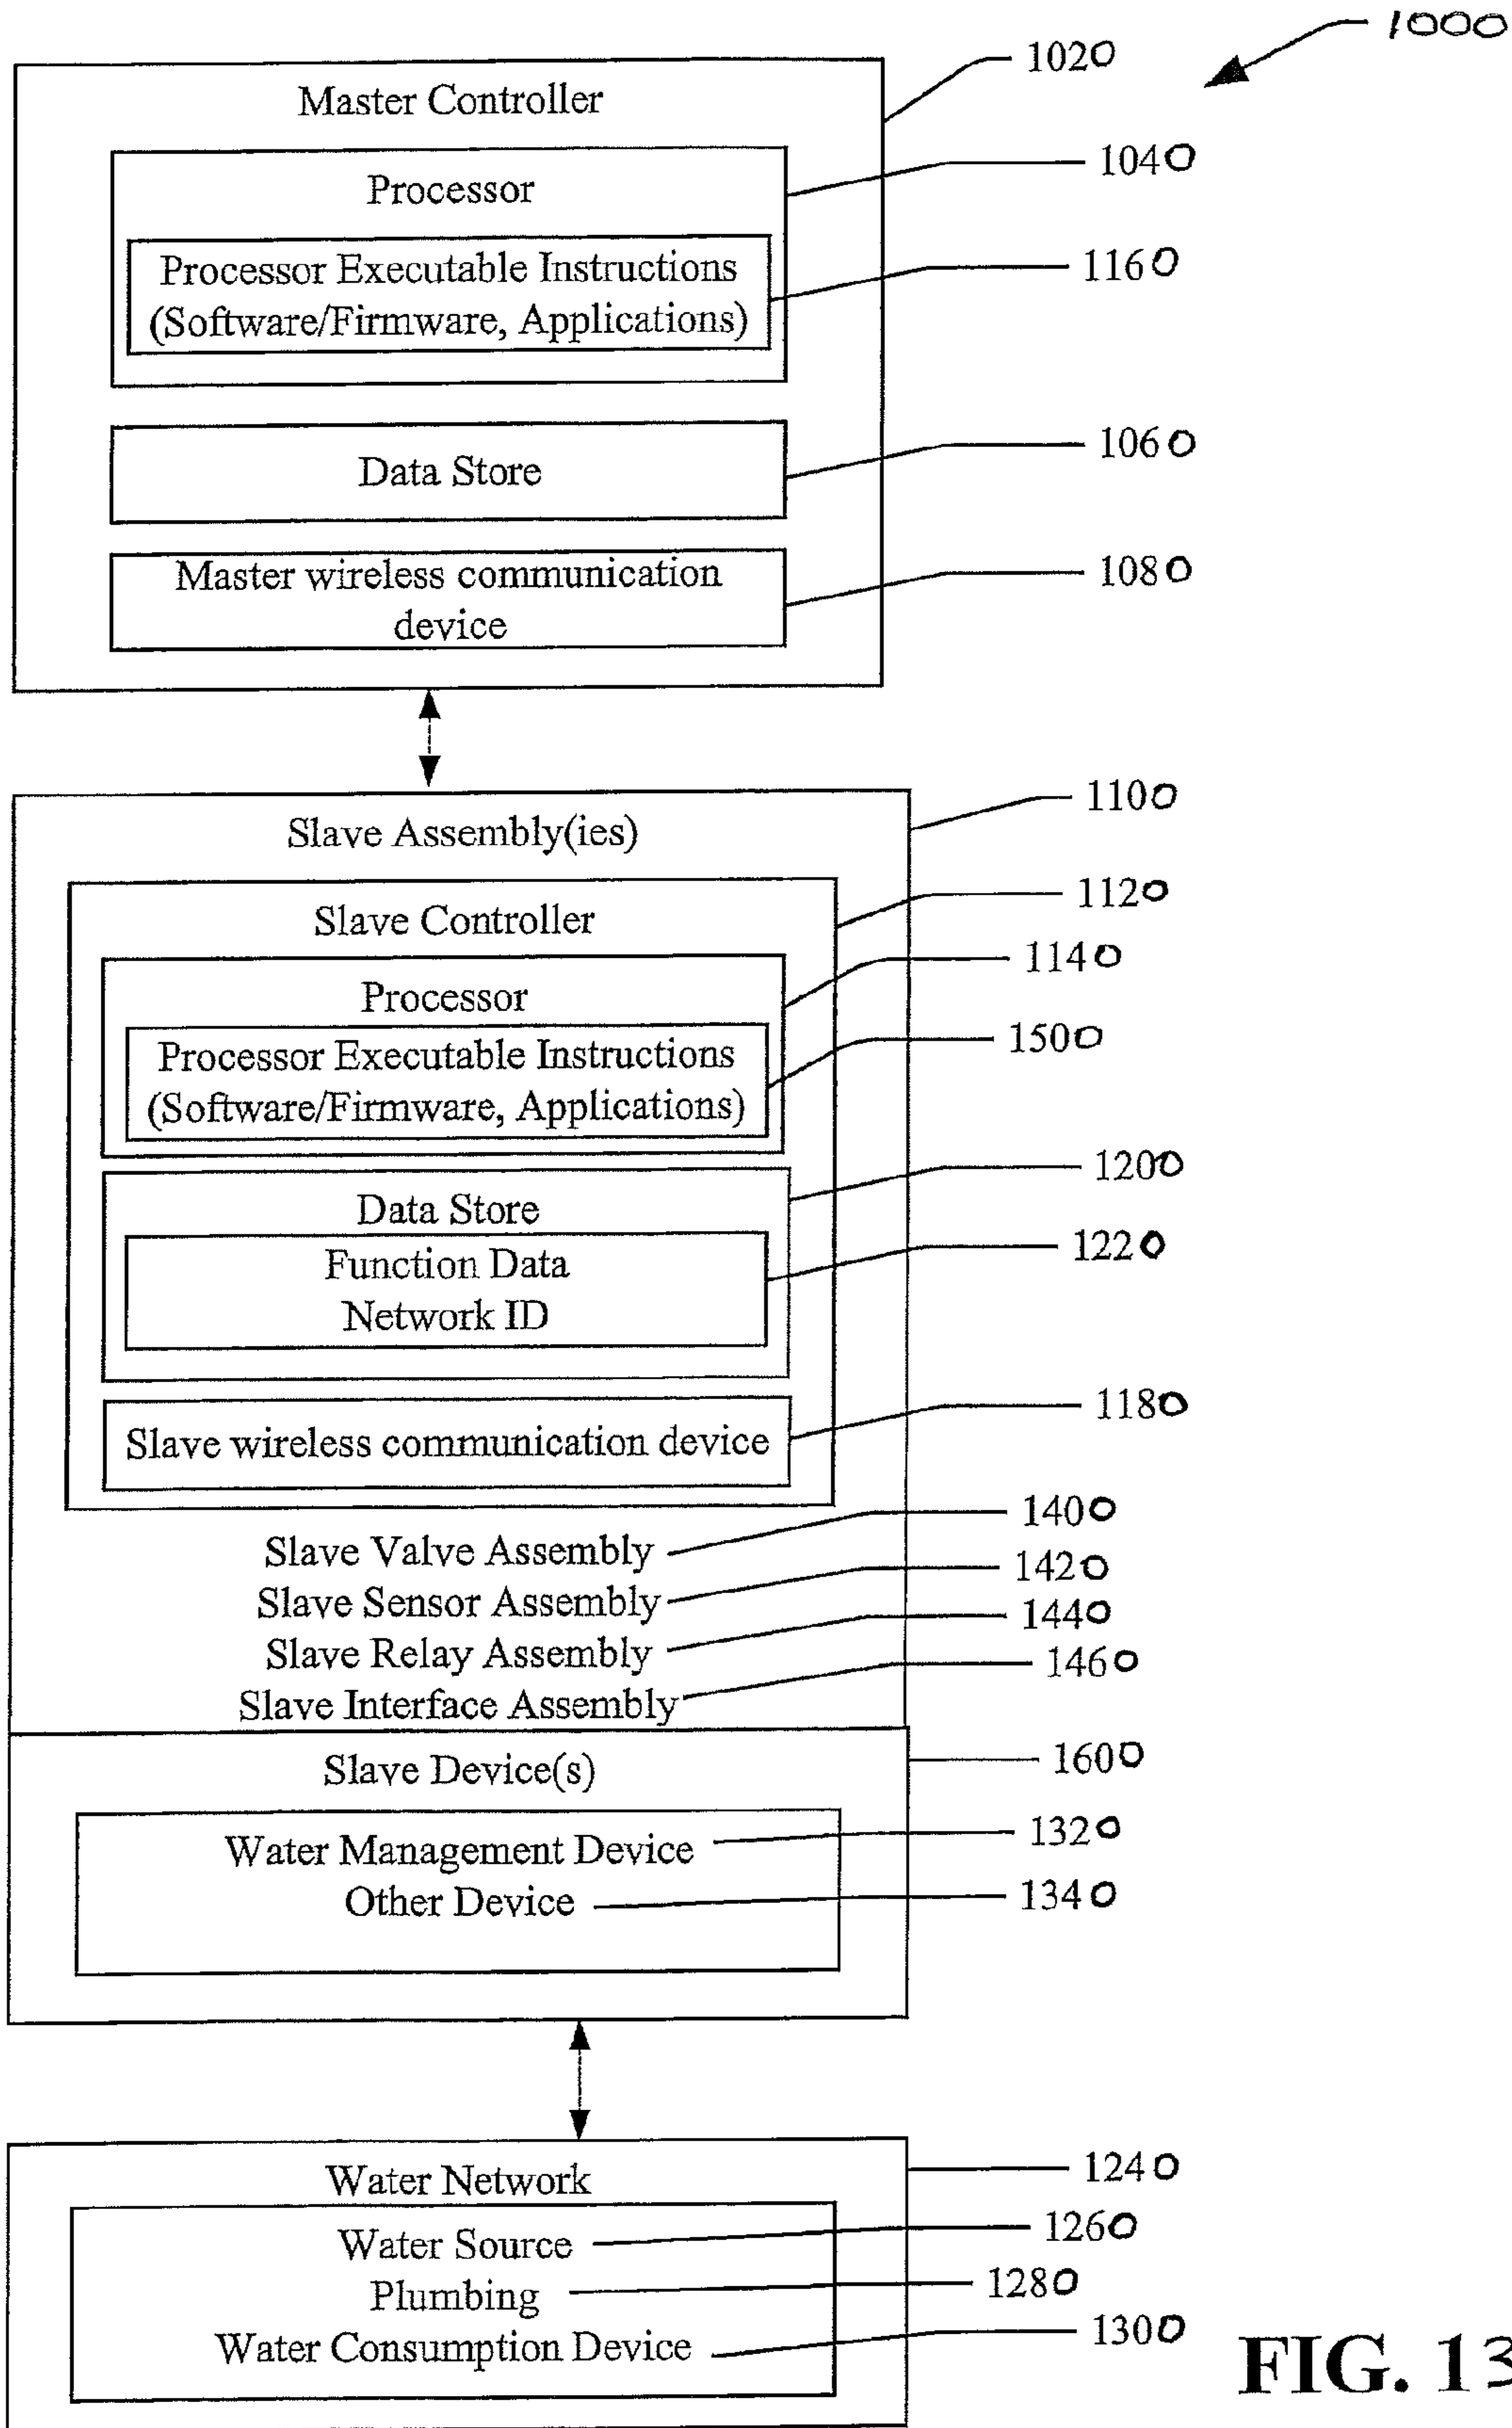 1000
Master Controller 1020
Processor 1040
Processor Executable Instructions 1160
(Software/Firmware, Applications)
Data Store 1060
Master wireless communication 1080
device
Slave Assembly(ies) 1100
Slave Controller 1120
Processor 1140
Processor Executable Instructions 1500
(Software/Firmware, Applications)
Data Store 1200
Function Data 1220
Network ID
Slave wireless communication device 1180
Slave Valve Assembly 1400
Slave Sensor Assembly 1420
Slave Relay Assembly 1440
Slave Interface Assembly 1460
Slave Device(s) 1600
Water Management Device 1320
Other Device 1340
Water Network 1240
Water Source 1260
Plumbing 1280
Water Consumption Device 1300
FIG. 13